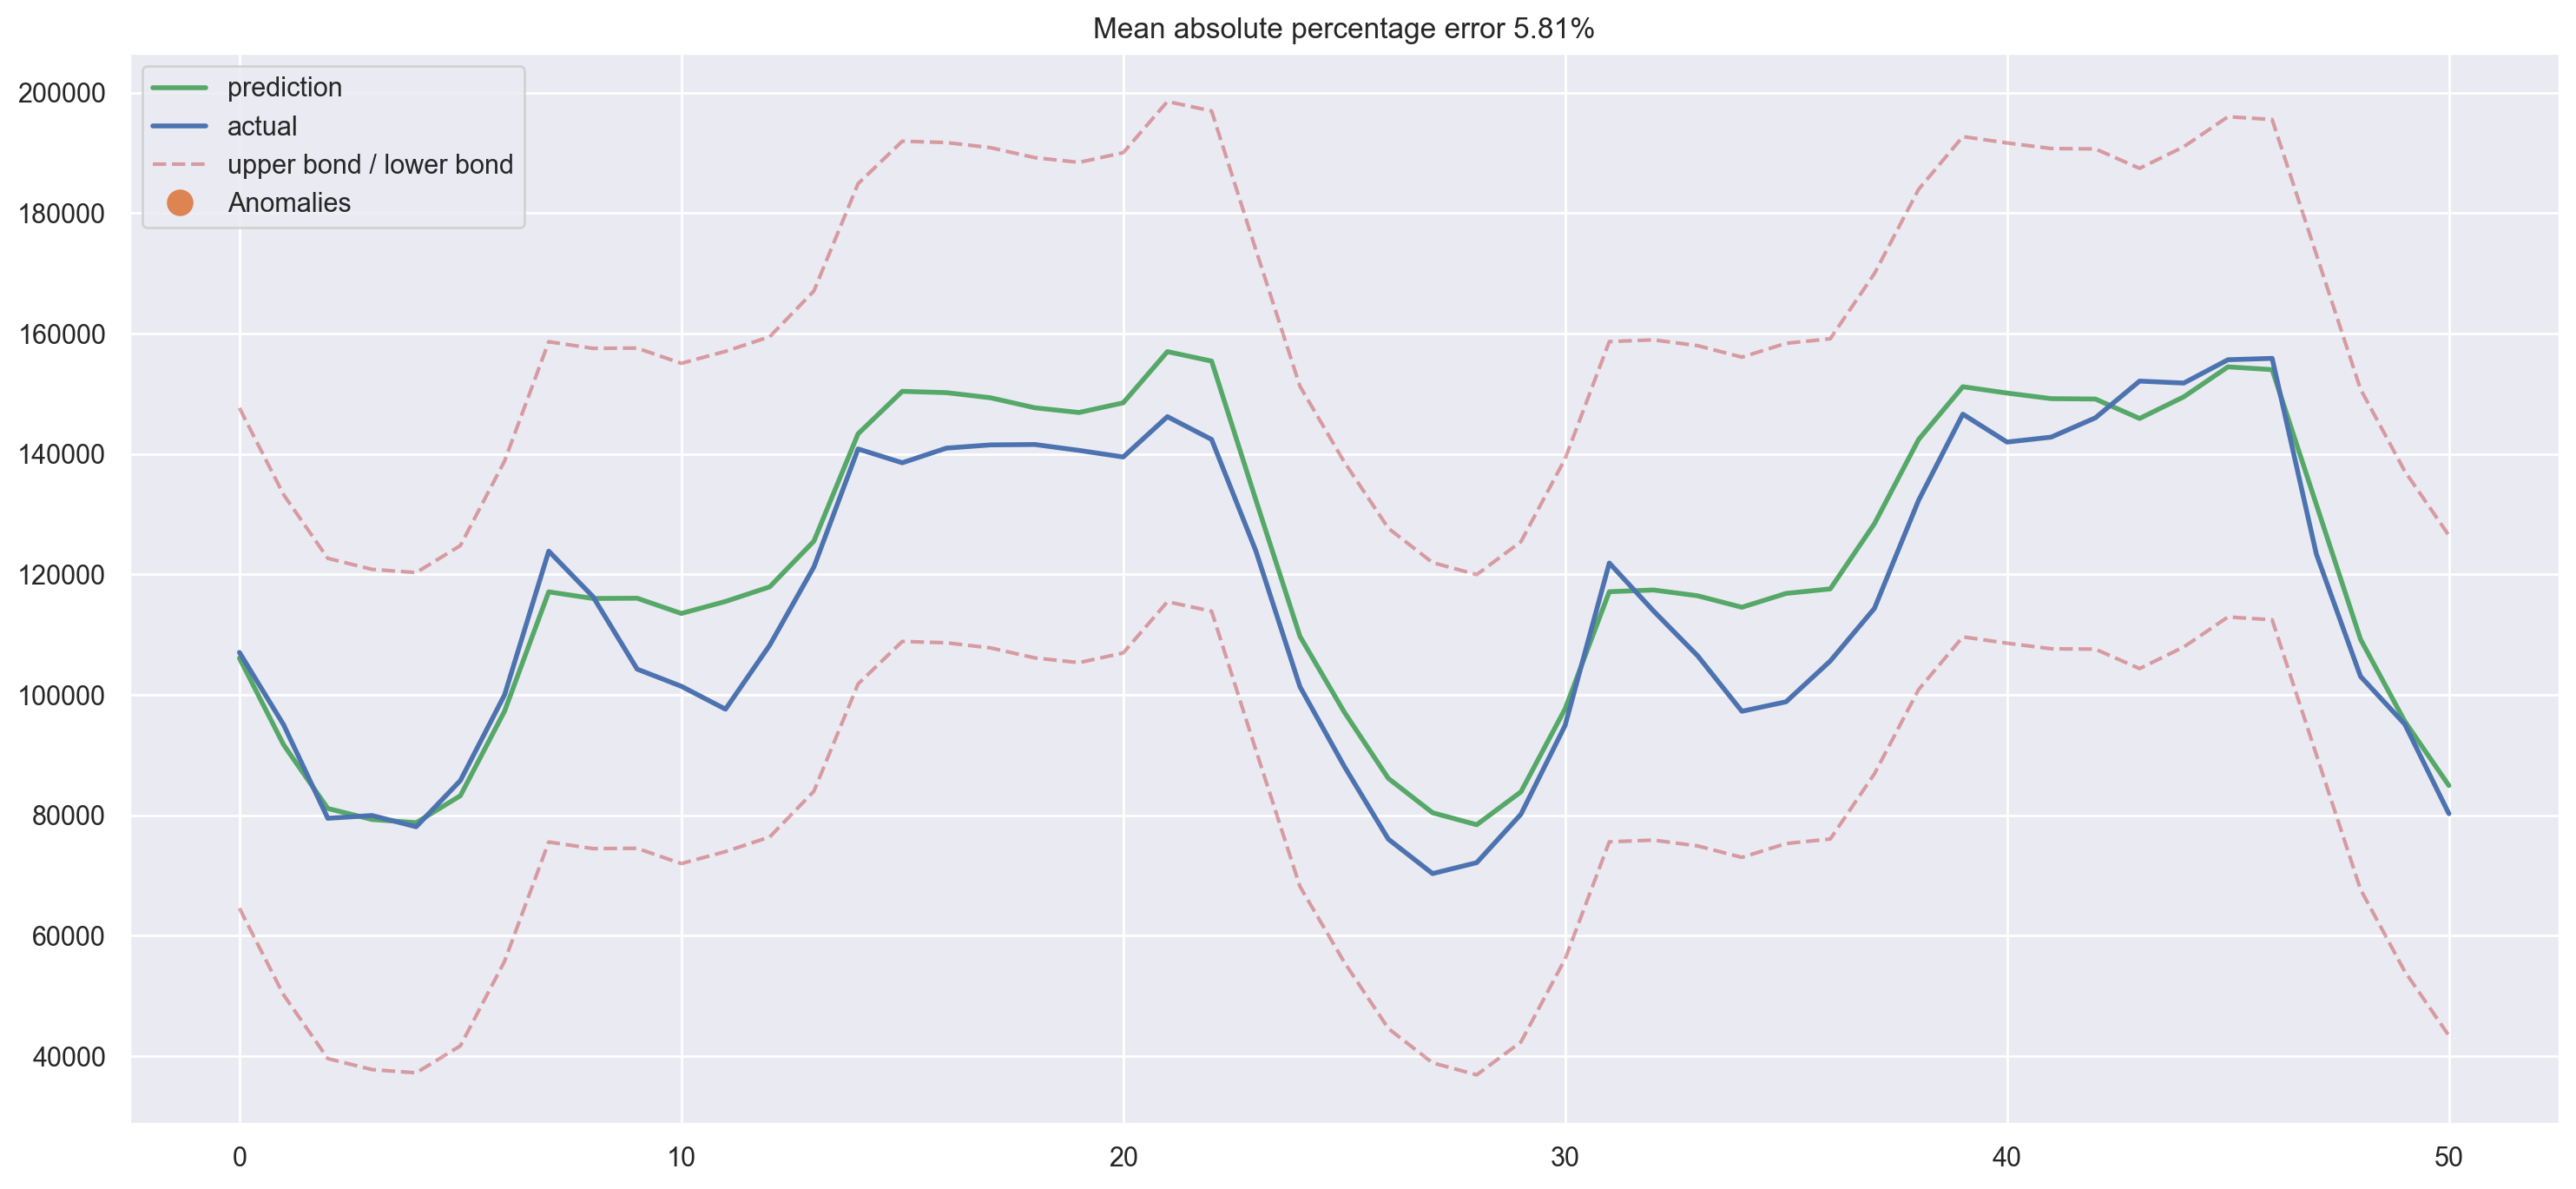 Mean absolute percentage error 5.81%
prediction
actual
upper bond / lower bond
Anomalies
200000
180000
160000
140000
120000
100000
80000
60000
40000
0 10 20 30 40 50